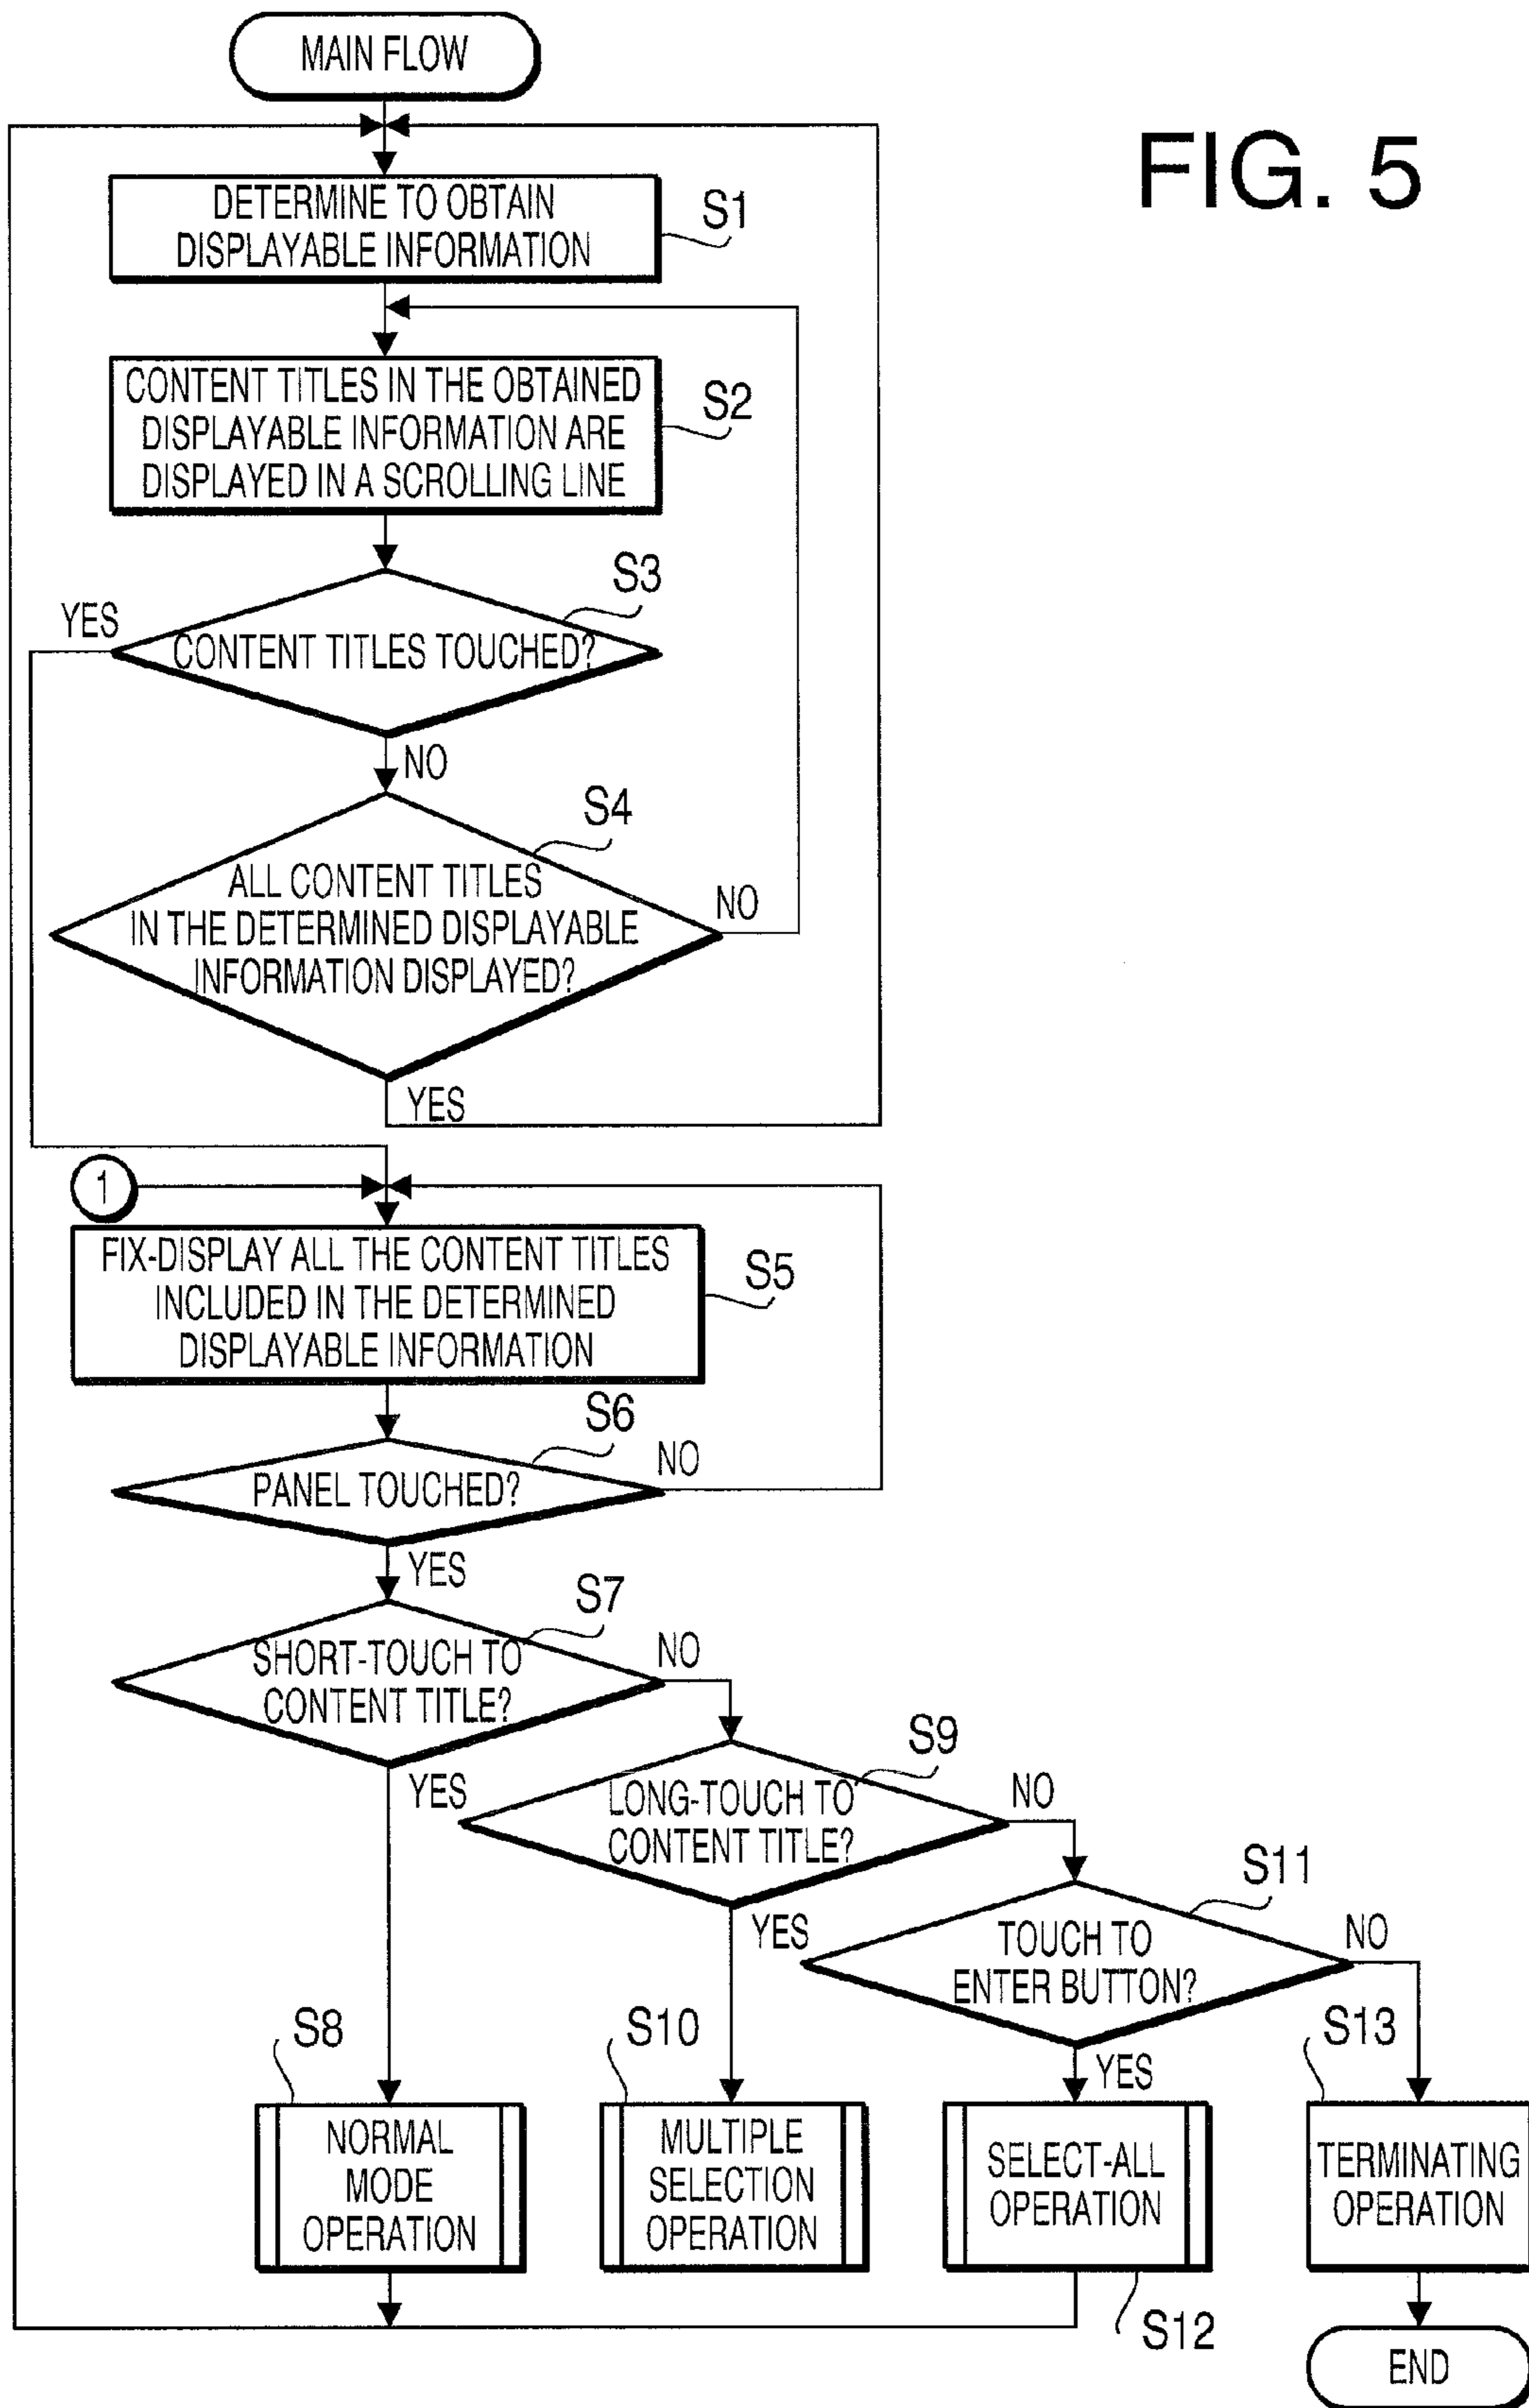 MAIN FLOW
FIG. 5
DETERMINE TO OBTAIN
DISPLAYABLE INFORMATION
S1
CONTENT TITLES IN THE OBTAINED
DISPLAYABLE INFORMATION ARE
DISPLAYED IN A SCROLLING LINE
S2
S3
YES
CONTENT TITLES TOUCHED?
NO
S4
ALL CONTENT TITLES
IN THE DETERMINED DISPLAYABLE
INFORMATION DISPLAYED?
NO
YES
1
FIX-DISPLAY ALL THE CONTENT TITLES
INCLUDED IN THE DETERMINED
DISPLAYABLE INFORMATION
S5
S6
PANEL TOUCHED?
NO
YES
S7
SHORT-TOUCH TO
CONTENT TITLE?
NO
YES
S9
LONG-TOUCH TO
CONTENT TITLE?
NO
YES
S11
TOUCH TO
ENTER BUTTON?
NO
YES
S8
NORMAL
MODE
OPERATION
S10
MULTIPLE
SELECTION
OPERATION
SELECT-ALL
OPERATION
S12
S13
TERMINATING
OPERATION
END